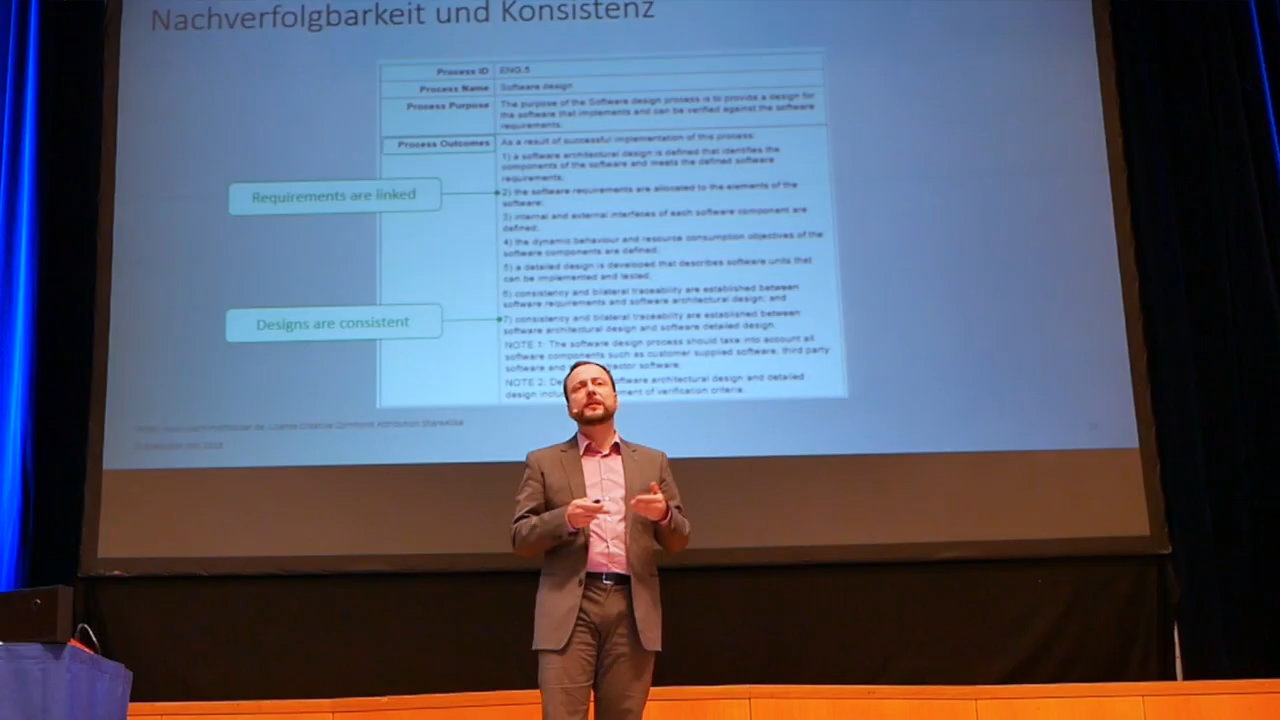 Nachverfolgbarkeit und Konsistenz
Process ID ENG.5
Process Name Software design
Process Purpose The purpose of the Software design process is to provide a design for
the software that implements and can be verified against the software
requirements.
Process Outcomes As a result of successful implementation of this process:
1) a software architectural design is defined that identifies the
components of the software and meets the defined software
requirements;
Requirements are linked
2) the software requirements are allocated to the elements of the
software;
3) internal and external interfaces of each software component are
defined;
4) the dynamic behaviour and resource consumption objectives of the
software components are defined;
5) a detailed design is developed that describes software units that
can be implemented and tested;
6) consistency and bilateral traceability are established between
software requirements and software architectural design; and
Designs are consistent
7) consistency and bilateral traceability are established between
software architectural design and software detailed design.
NOTE 1: The software design process should take into account all
software components such as customer supplied software, third party
software and actor software.
NOTE 2: De oftware architectural design and detailed
design inclu ment of verification criteria.
Creative Commons Attribution ShareAlike